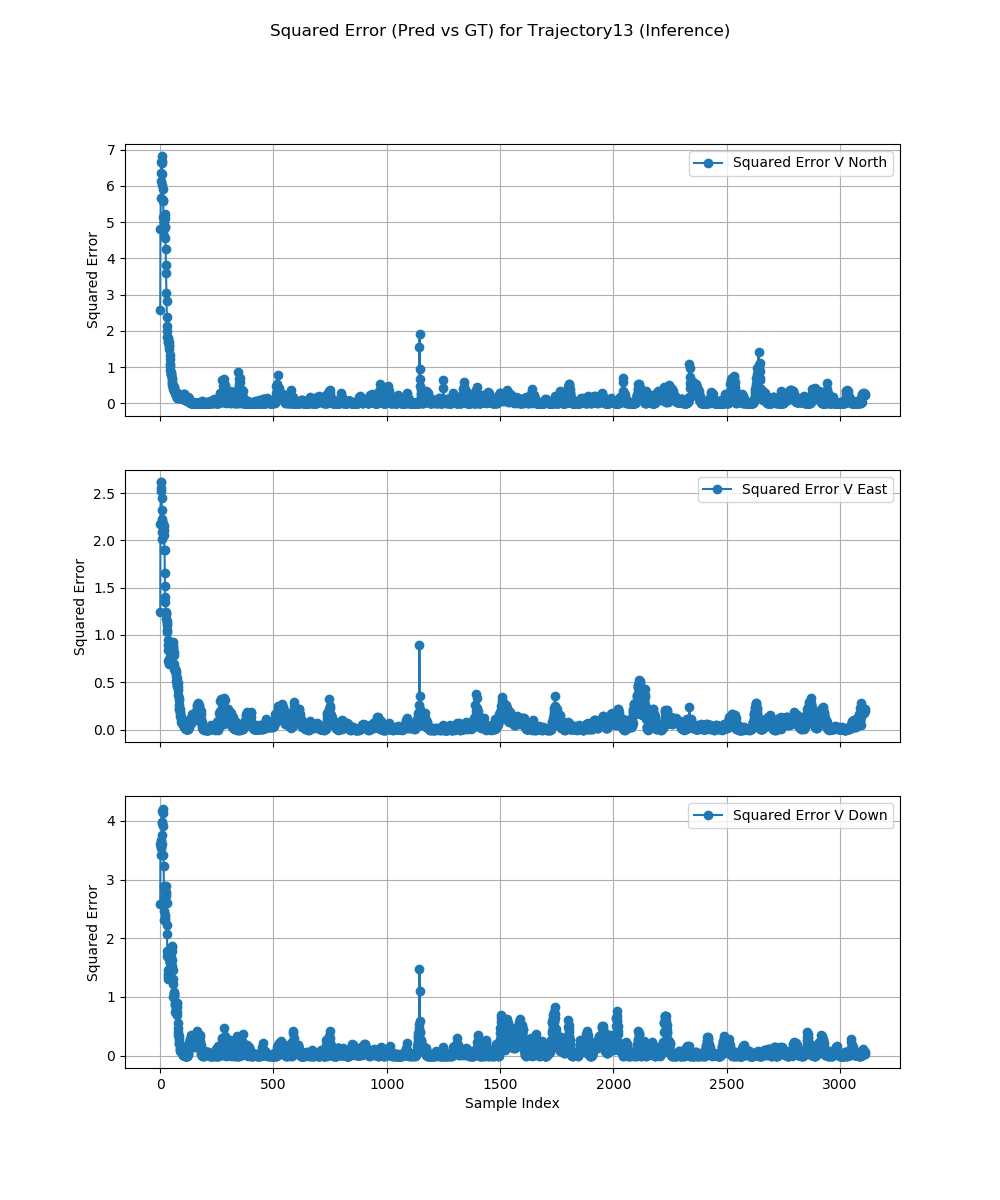 Squared Error (Pred vs GT) for Trajectory13 (Inference)
7
6
5
4
3
2
1
0
Squared Error
Squared Error V North
2.5
2.0
1.5
1.0
0.5
0.0
Squared Error
Squared Error V East
4
3
2
1
0
Squared Error
Squared Error V Down
0 500 1000 1500 2000 2500 3000
Sample Index